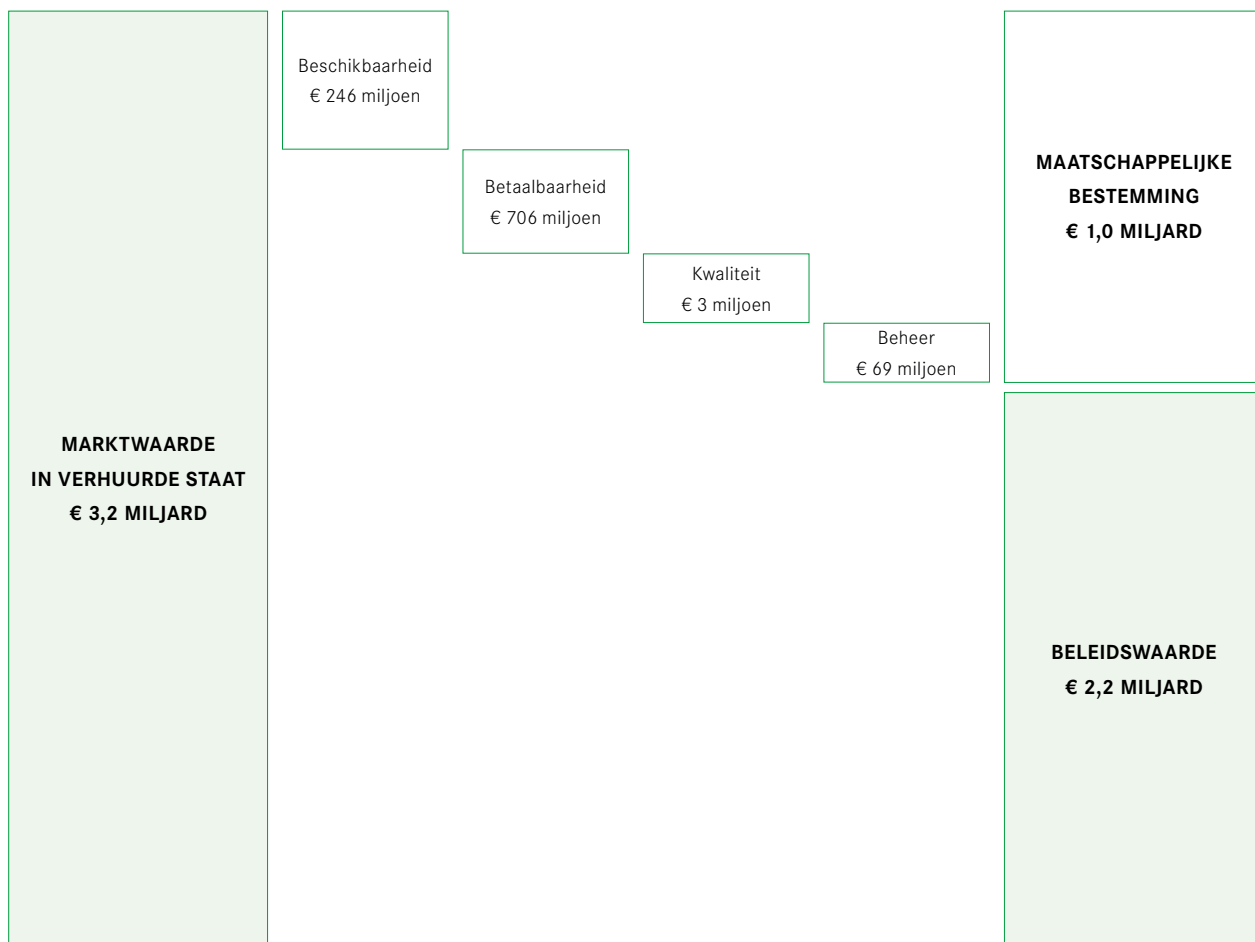 Beschikbaarheid
€ 246 miljoen
Betaalbaarheid
€ 706 miljoen
Kwaliteit
€ 3 miljoen
Beheer
€ 69 miljoen
MAATSCHAPPELIJKE
BESTEMMING
€ 1,0 MILJARD
MARKTWAARDE
IN VERHUURDE STAAT
€ 3,2 MILJARD
BELEIDSWAARDE
€ 2,2 MILJARD